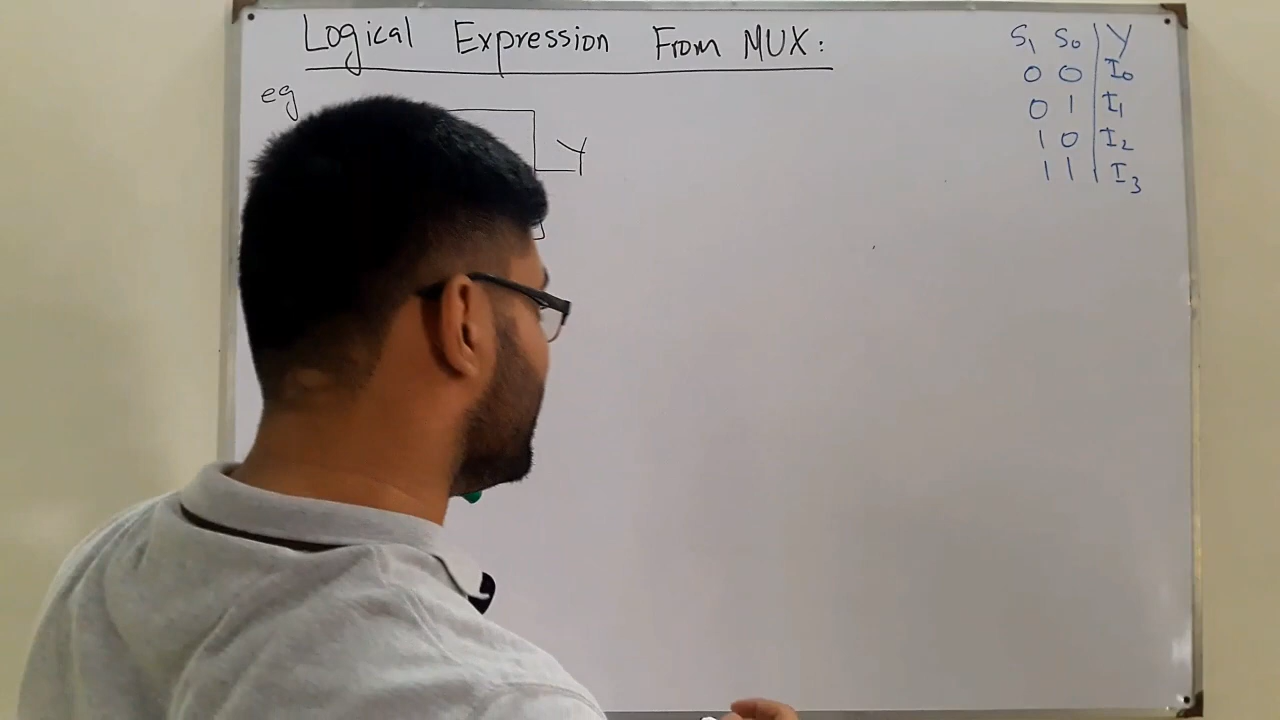 Logical Expression From MUX:
eg
Y
S₁ S₀ | Y
0 0 | I₀
0 1 | I₁
1 0 | I₂
1 1 | I₃